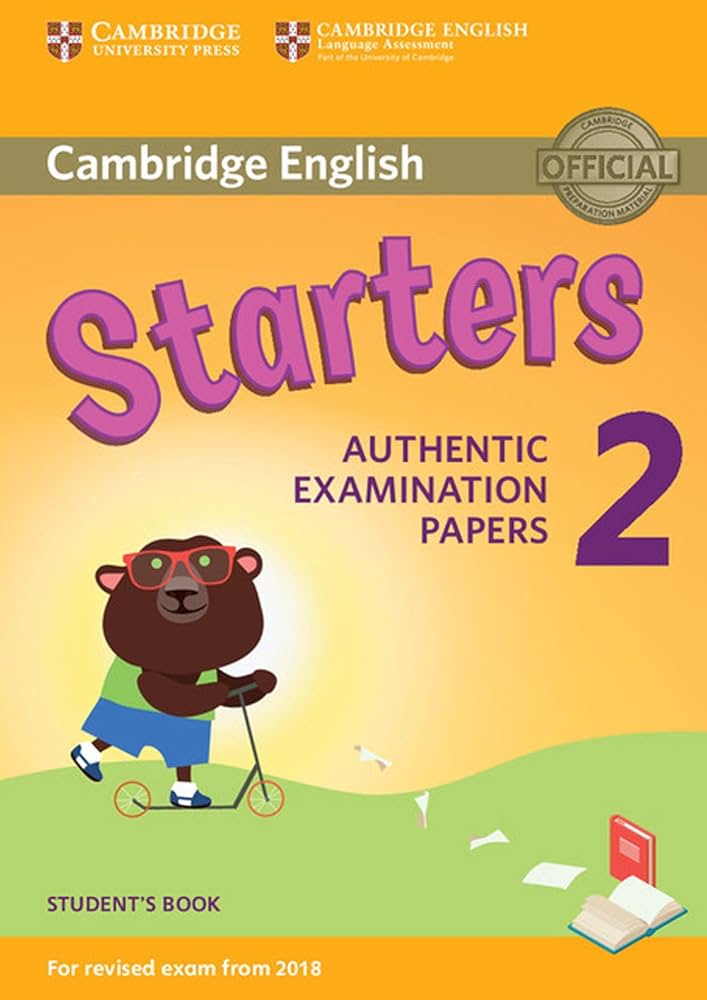 CAMBRIDGE
UNIVERSITY PRESS
CAMBRIDGE ENGLISH
Language Assessment
Part of the University of Cambridge
Cambridge English
CAMBRIDGE
OFFICIAL
PREPARATION MATERIAL
Starters
AUTHENTIC
EXAMINATION
PAPERS
2
STUDENT'S BOOK
For revised exam from 2018